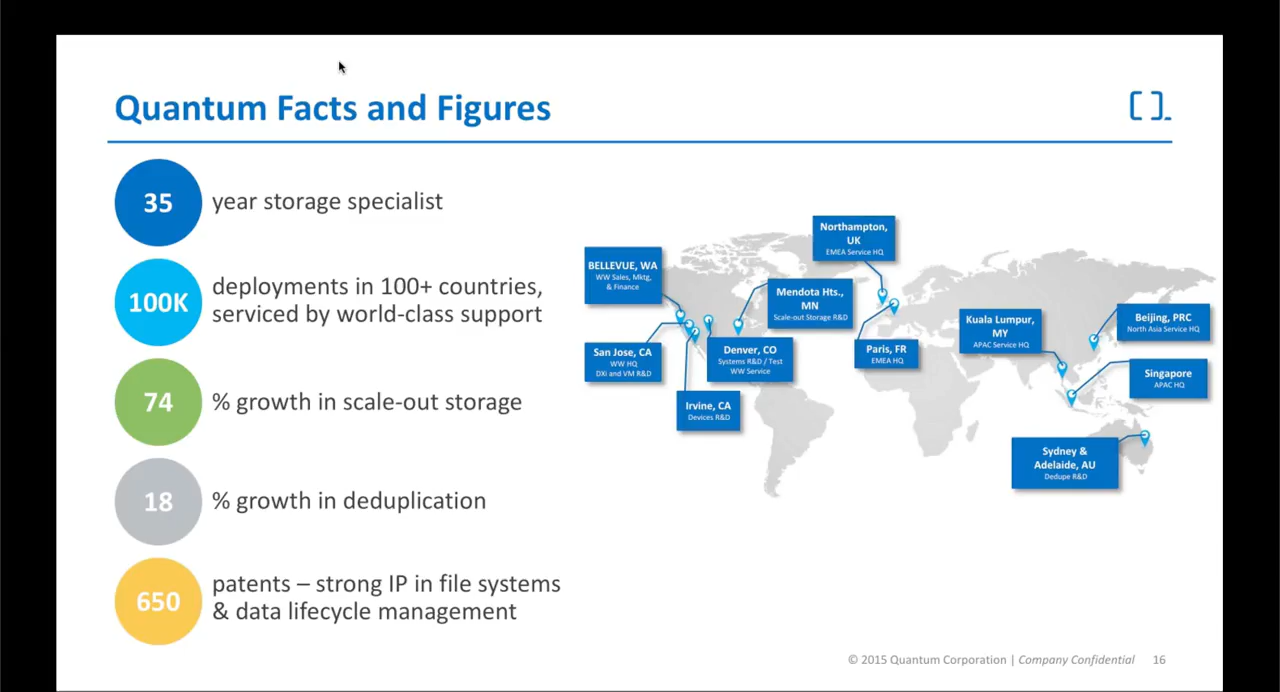 Quantum Facts and Figures
35
year storage specialist
100K
deployments in 100+ countries,
serviced by world-class support
74
% growth in scale-out storage
18
% growth in deduplication
650
patents – strong IP in file systems
& data lifecycle management
BELLEVUE, WA
WW Sales, Mktg,
& Finance
San Jose, CA
WW HQ
DXi and VM R&D
Irvine, CA
Devices R&D
Denver, CO
Systems R&D / Test
WW Service
Mendota Hts.,
MN
Scale-out Storage R&D
Northampton,
UK
EMEA Service HQ
Paris, FR
EMEA HQ
Kuala Lumpur,
MY
APAC Service HQ
Beijing, PRC
North Asia Service HQ
Singapore
APAC HQ
Sydney &
Adelaide, AU
Dedupe R&D
© 2015 Quantum Corporation | Company Confidential 16